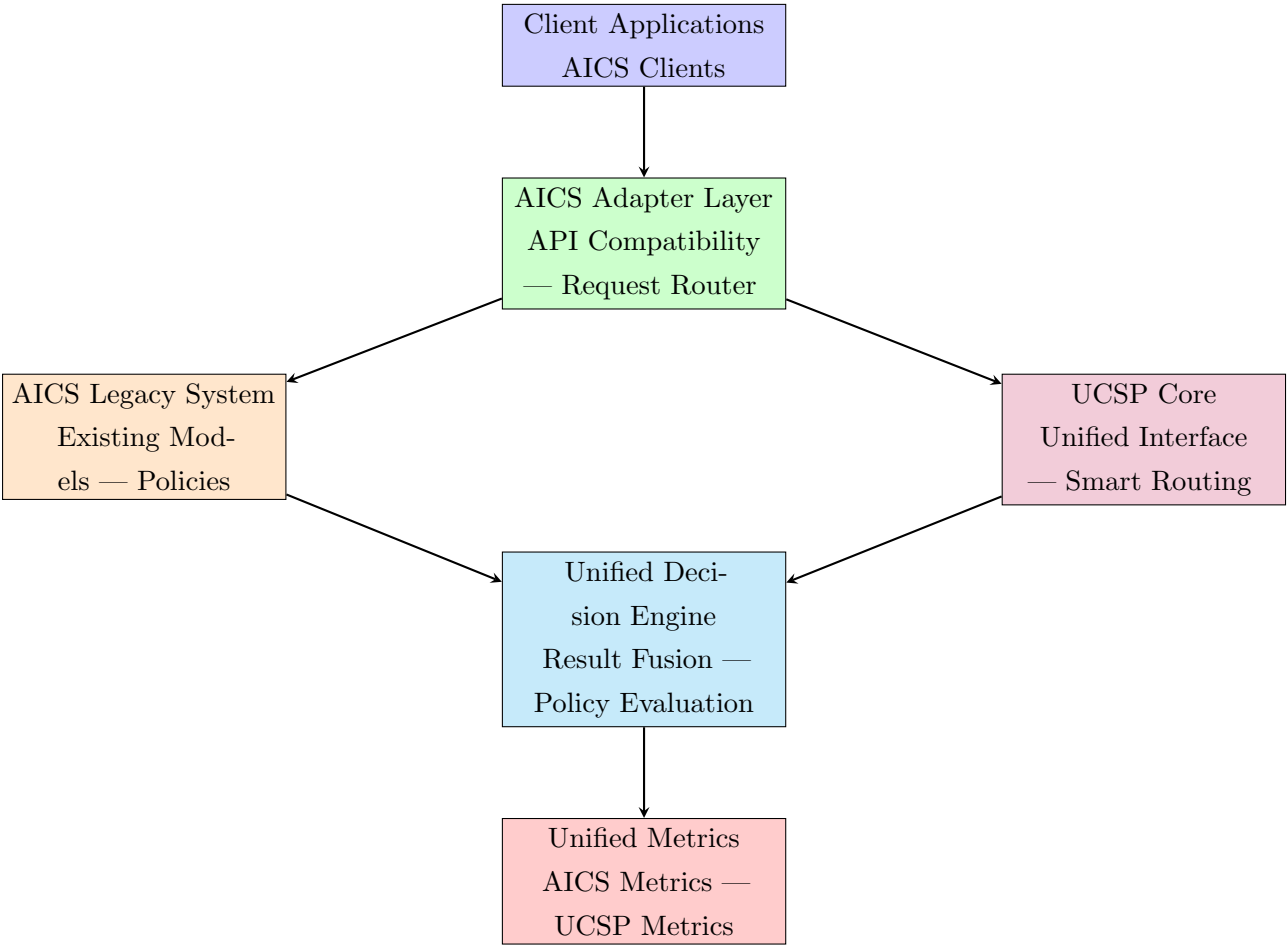 Client Applications
AICS Clients
AICS Adapter Layer
API Compatibility
— Request Router
AICS Legacy System
Existing Mod-
els — Policies
UCSP Core
Unified Interface
— Smart Routing
Unified Deci-
sion Engine
Result Fusion —
Policy Evaluation
Unified Metrics
AICS Metrics —
UCSP Metrics